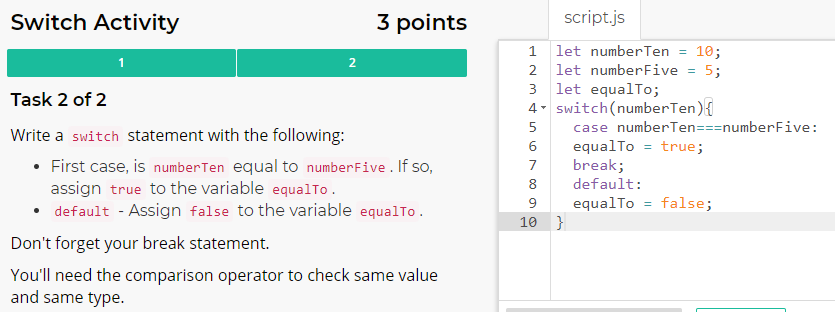 Switch Activity
3 points
1
2
Task 2 of 2
Write a switch statement with the following:
• First case, is numberTen equal to numberFive. If so,
assign true to the variable equalTo.
• default - Assign false to the variable equalTo.
Don't forget your break statement.
You'll need the comparison operator to check same value
and same type.
script.js
1 let numberTen = 10;
2 let numberFive = 5;
3 let equalTo;
4 switch(numberTen){
5 case numberTen===numberFive:
6 equalTo = true;
7 break;
8 default:
9 equalTo = false;
10 }